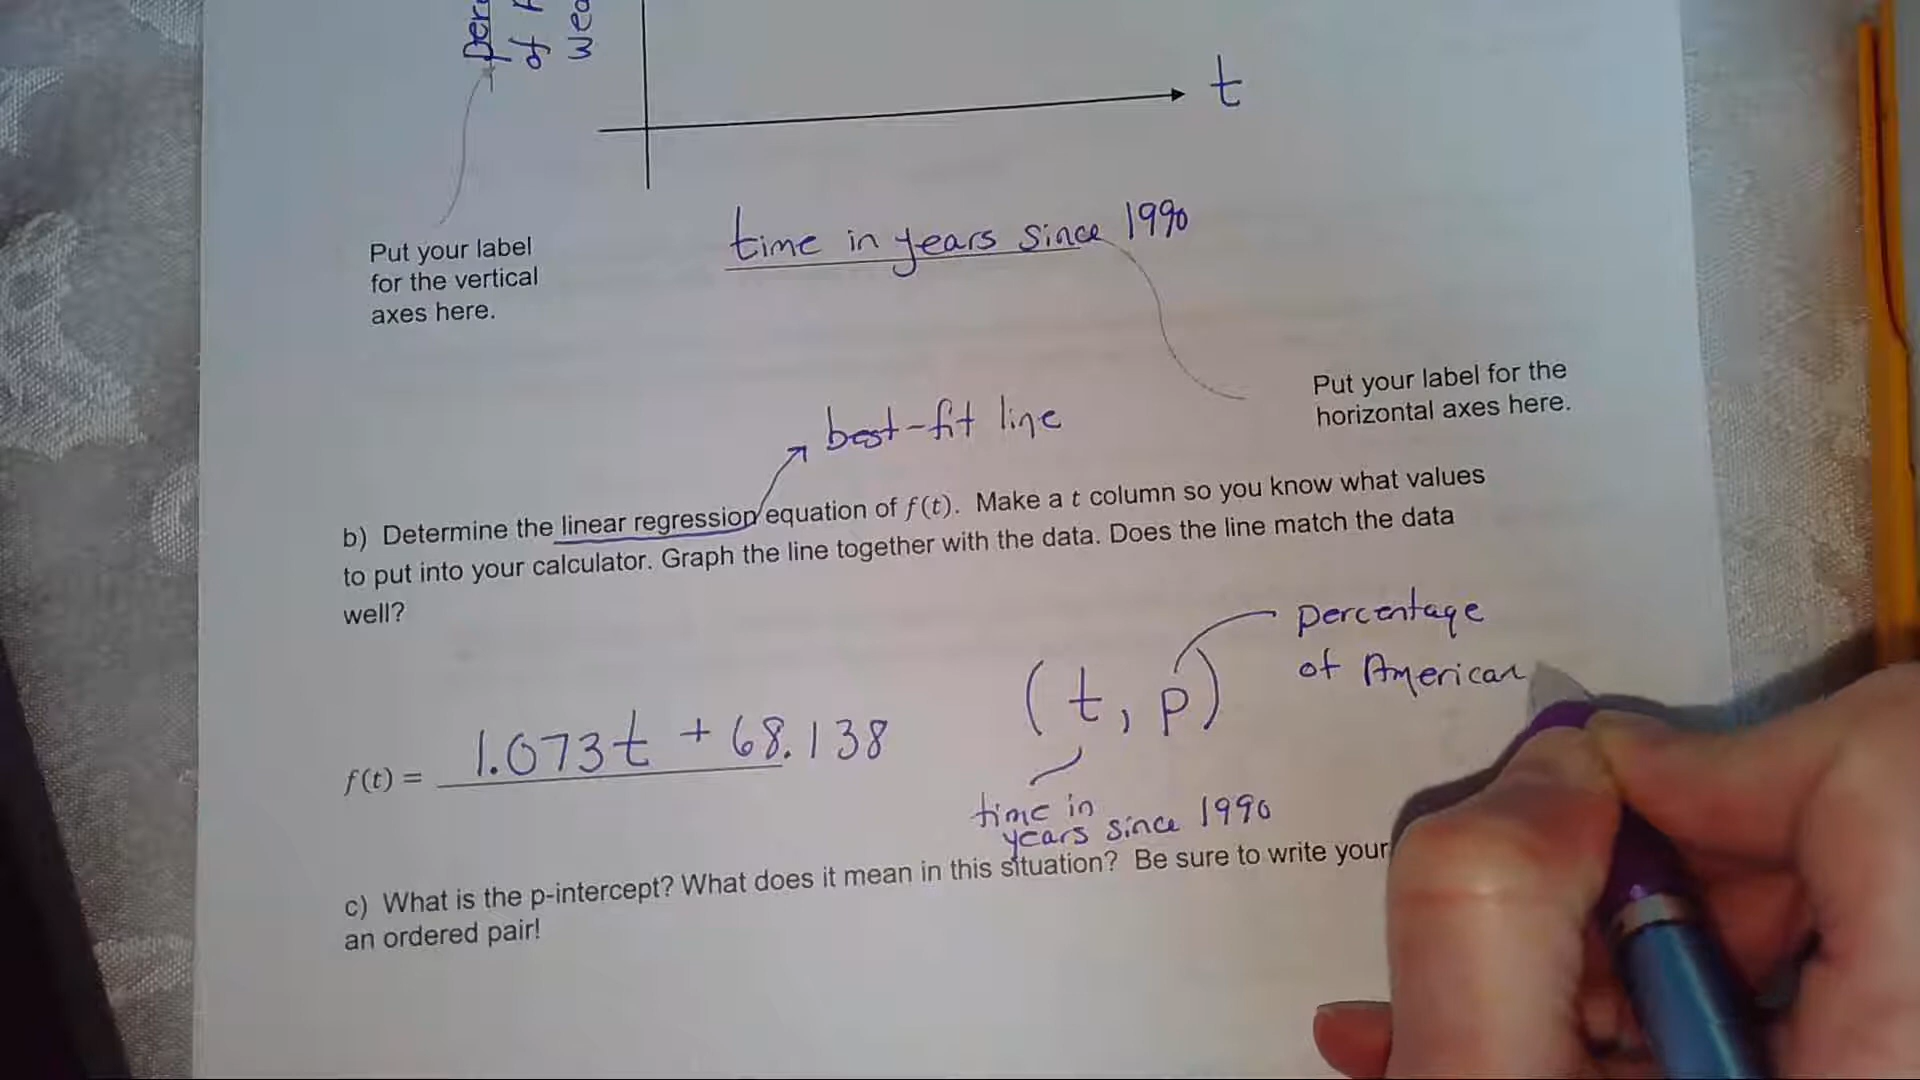 of
t
time in years since 1990
Put your label
for the vertical
axes here.
Put your label for the
horizontal axes here.
best-fit line
b) Determine the linear regression equation of f(t). Make a t column so you know what values
to put into your calculator. Graph the line together with the data. Does the line match the data
well?
percentage
of American
(t, p)
f(t) = 1.073t + 68.138
time in
years since 1990
c) What is the p-intercept? What does it mean in this situation? Be sure to write your
an ordered pair!